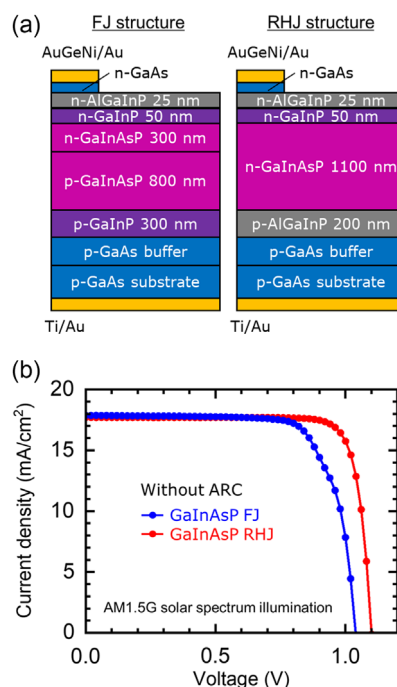 (a)
FJ structure
RHJ structure
AuGeNi/Au
AuGeNi/Au
n-GaAs
n-GaAs
n-AlGaInP 25 nm
n-AlGaInP 25 nm
n-GaInP 50 nm
n-GaInP 50 nm
n-GaInAsP 300 nm
n-GaInAsP 1100 nm
p-GaInAsP 800 nm
p-GaInP 300 nm
p-AlGaInP 200 nm
p-GaAs buffer
p-GaAs buffer
p-GaAs substrate
p-GaAs substrate
Ti/Au
Ti/Au
(b)
20
15
10
5
0
Current density (mA/cm²)
Without ARC
GaInAsP FJ
GaInAsP RHJ
AM1.5G solar spectrum illumination
0.0
0.5
1.0
Voltage (V)